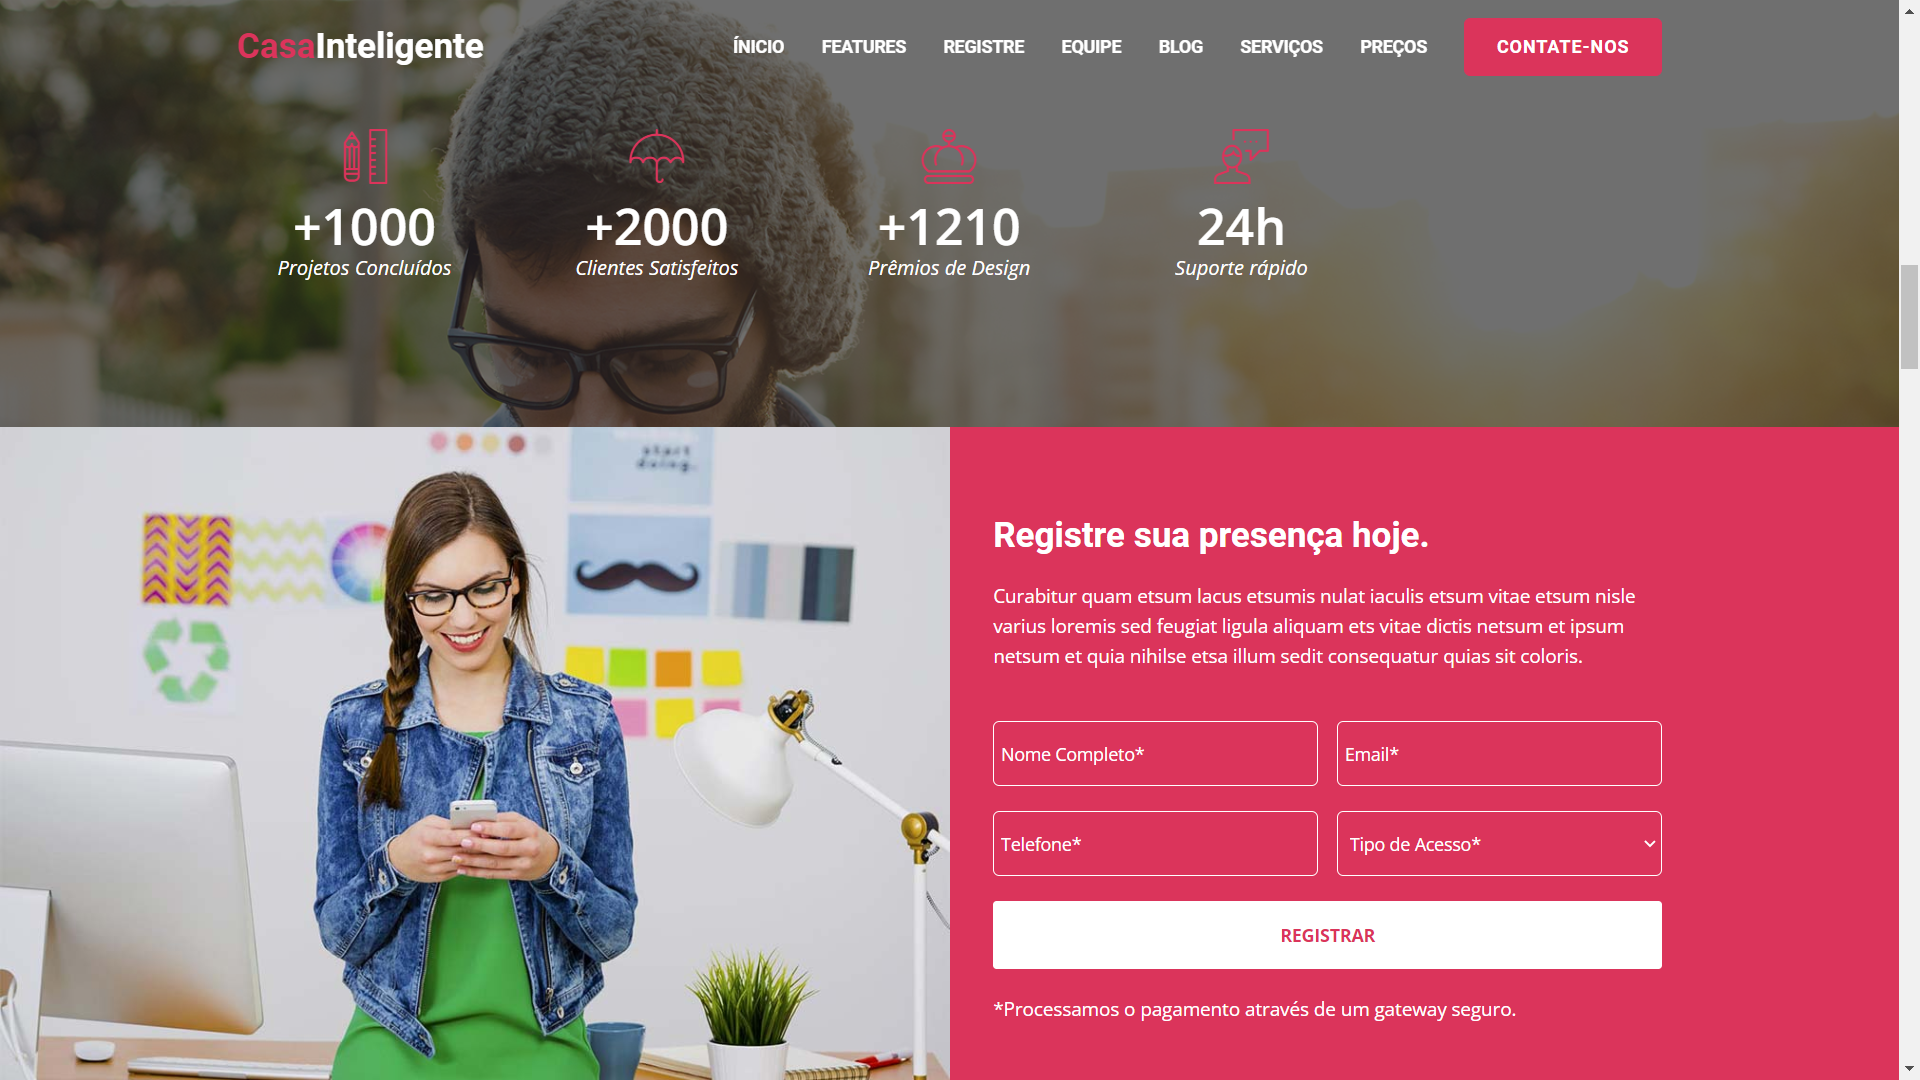 CasaInteligente
ÍNICIO FEATURES REGISTRE EQUIPE BLOG SERVIÇOS PREÇOS CONTATE-NOS
+1000 +2000 +1210 24h
Projetos Concluídos Clientes Satisfeitos Prêmios de Design Suporte rápido
start
doing.
Registre sua presença hoje.
Curabitur quam etsum lacus etsumis nulat iaculis etsum vitae etsum nisle
varius loremis sed feugiat ligula aliquam ets vitae dictis netsum et ipsum
netsum et quia nihilse etsa illum sedit consequatur quias sit coloris.
Nome Completo* Email*
Telefone* Tipo de Acesso*
REGISTRAR
*Processamos o pagamento através de um gateway seguro.